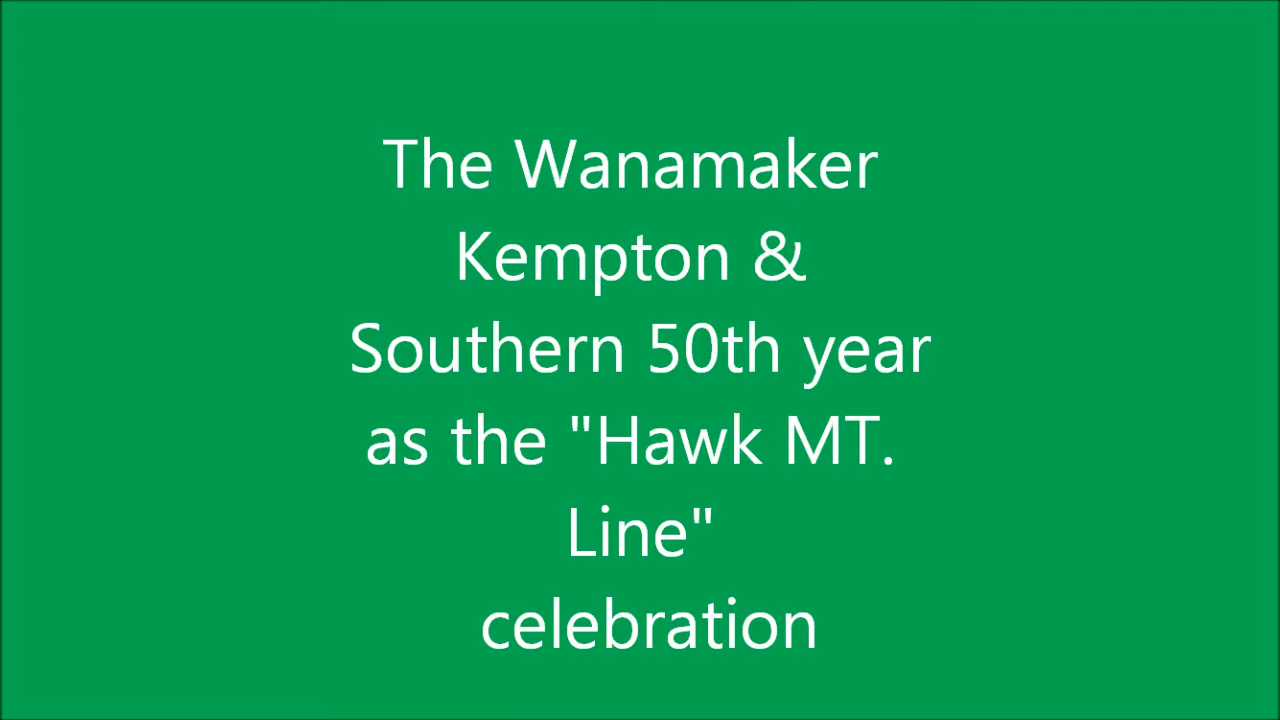 The Wanamaker
Kempton &
Southern 50th year
as the "Hawk MT.
Line"
celebration